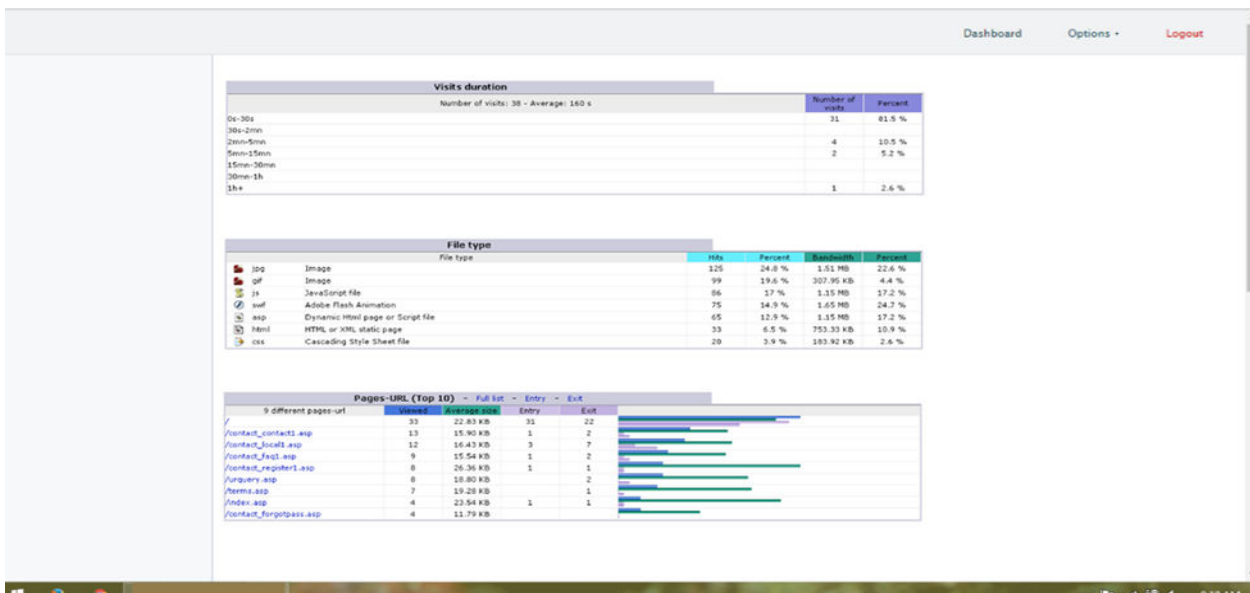 Dashboard Options Logout
Visits duration
Number of visits: 38 - Average: 160 s Number of visits Percent
0s-30s 31 81.5 %
30s-2mn
2mn-5mn 4 10.5 %
5mn-15mn 2 5.2 %
15mn-30mn
30mn-1h
1h+ 1 2.6 %
File type
File type Hits Percent Bandwidth Percent
jpg Image 125 24.8 % 1.51 MB 22.6 %
gif Image 99 19.6 % 307.95 KB 4.4 %
js JavaScript file 86 17 % 1.15 MB 17.2 %
swf Adobe Flash Animation 75 14.9 % 1.65 MB 24.7 %
asp Dynamic Html page or Script file 65 12.9 % 1.15 MB 17.2 %
html HTML or XML static page 33 6.5 % 753.33 KB 10.9 %
css Cascading Style Sheet file 20 3.9 % 183.92 KB 2.6 %
Pages-URL (Top 10) - Full list - Entry - Exit
9 different pages-url Viewed Average size Entry Exit
/ 33 22.83 KB 31 22
/contact_contact1.asp 13 15.90 KB 1 2
/contact_local1.asp 12 16.43 KB 3 7
/contact_faq1.asp 9 15.54 KB 1 2
/contact_register1.asp 8 26.36 KB 1 1
/urquery.asp 8 18.80 KB 2
/terms.asp 7 19.28 KB 1
/index.asp 4 23.54 KB 1 1
/contact_forgotpass.asp 4 11.79 KB